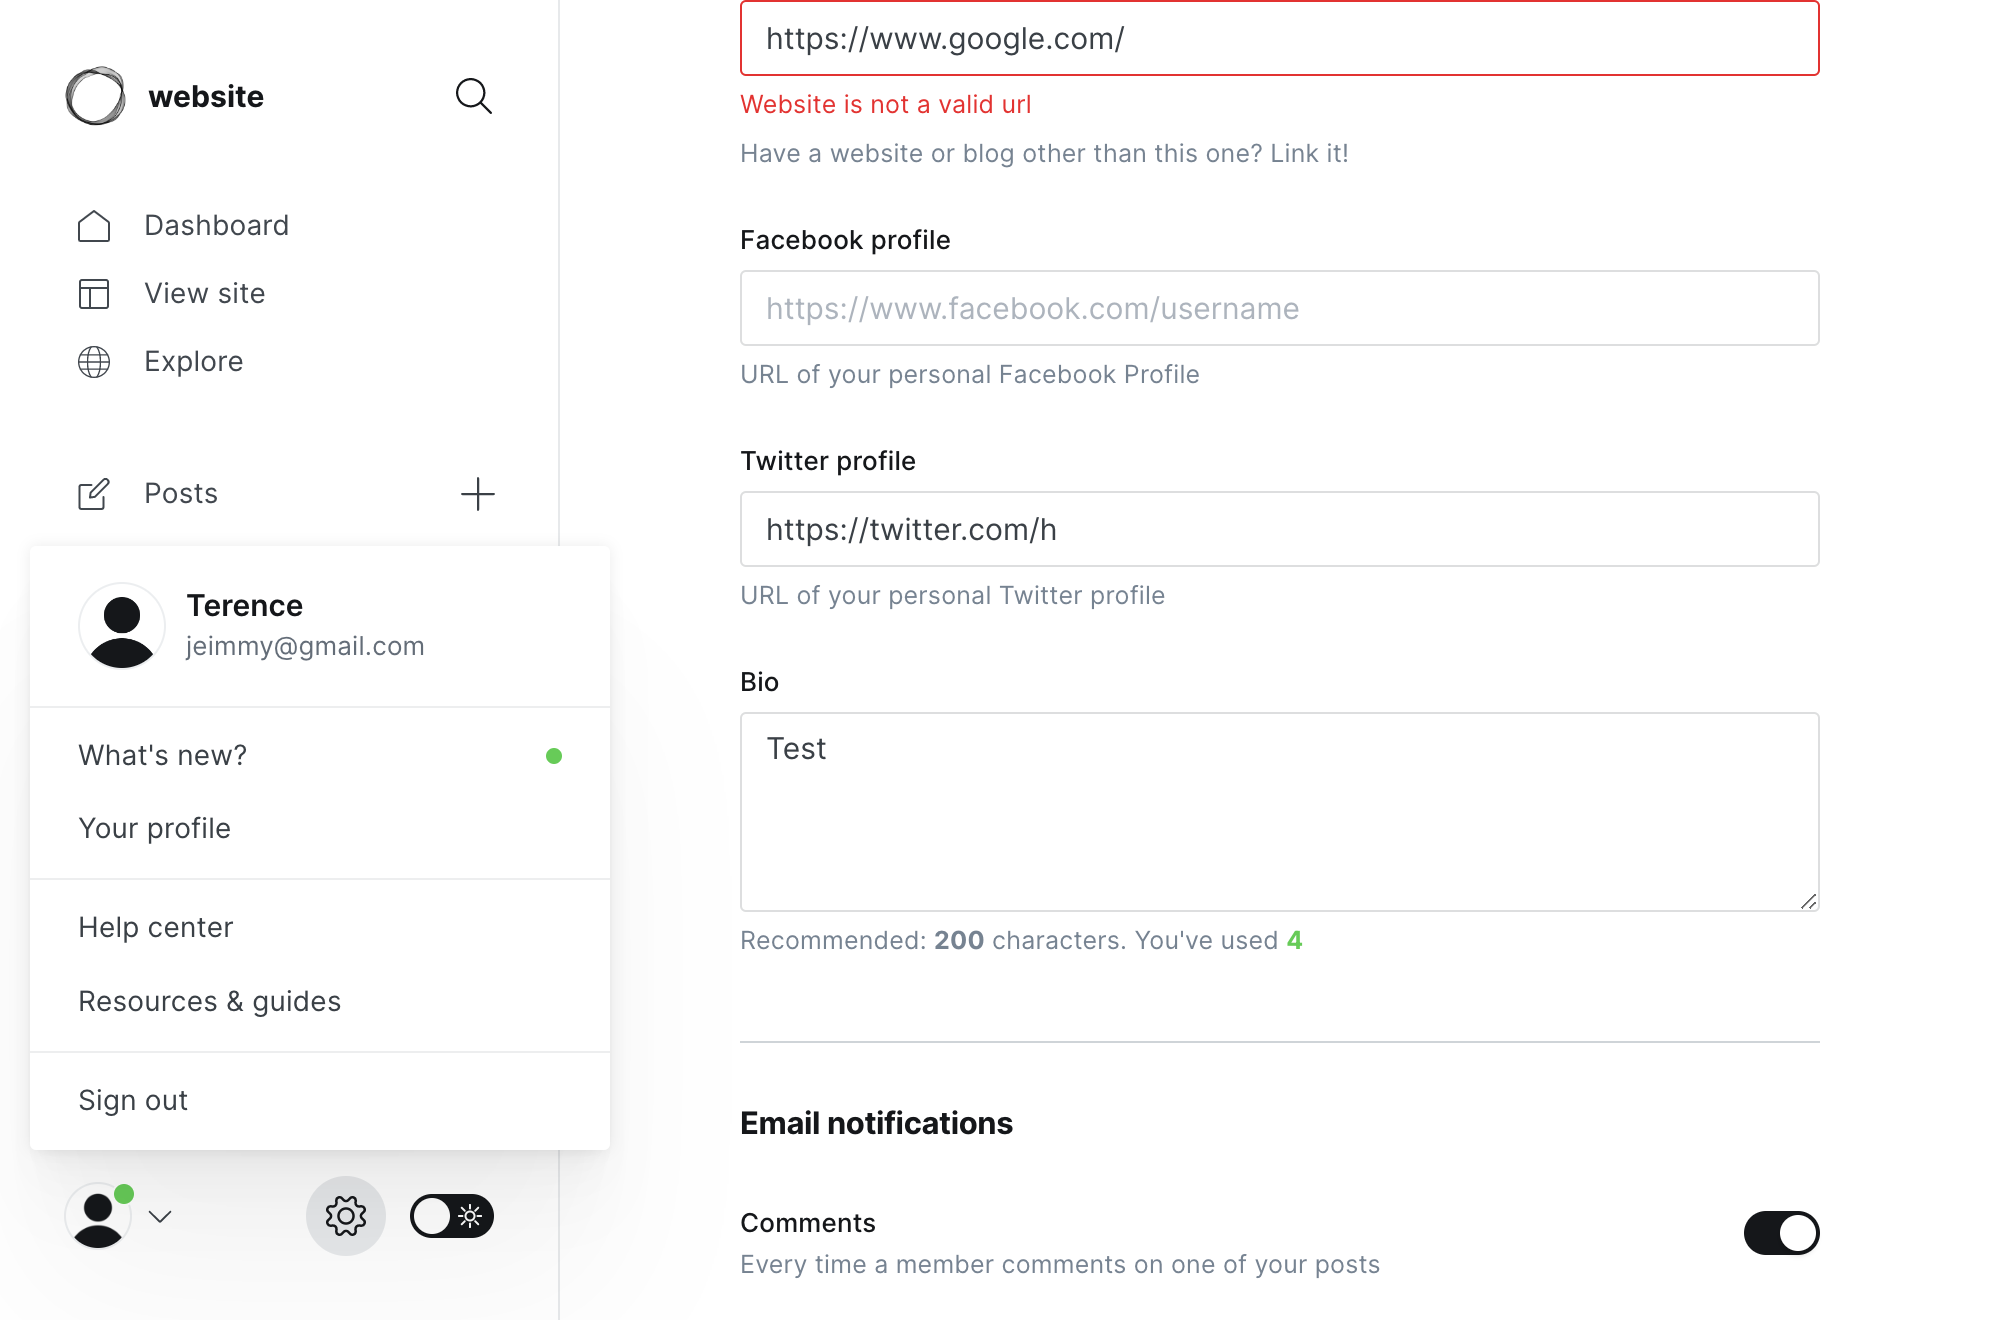 website
Dashboard
View site
Explore
Posts
Terence
jeimmy@gmail.com
What's new?
Your profile
Help center
Resources & guides
Sign out
https://www.google.com/
Website is not a valid url
Have a website or blog other than this one? Link it!
Facebook profile
https://www.facebook.com/username
URL of your personal Facebook Profile
Twitter profile
https://twitter.com/h
URL of your personal Twitter profile
Bio
Test
Recommended: 200 characters. You've used 4
Email notifications
Comments
Every time a member comments on one of your posts